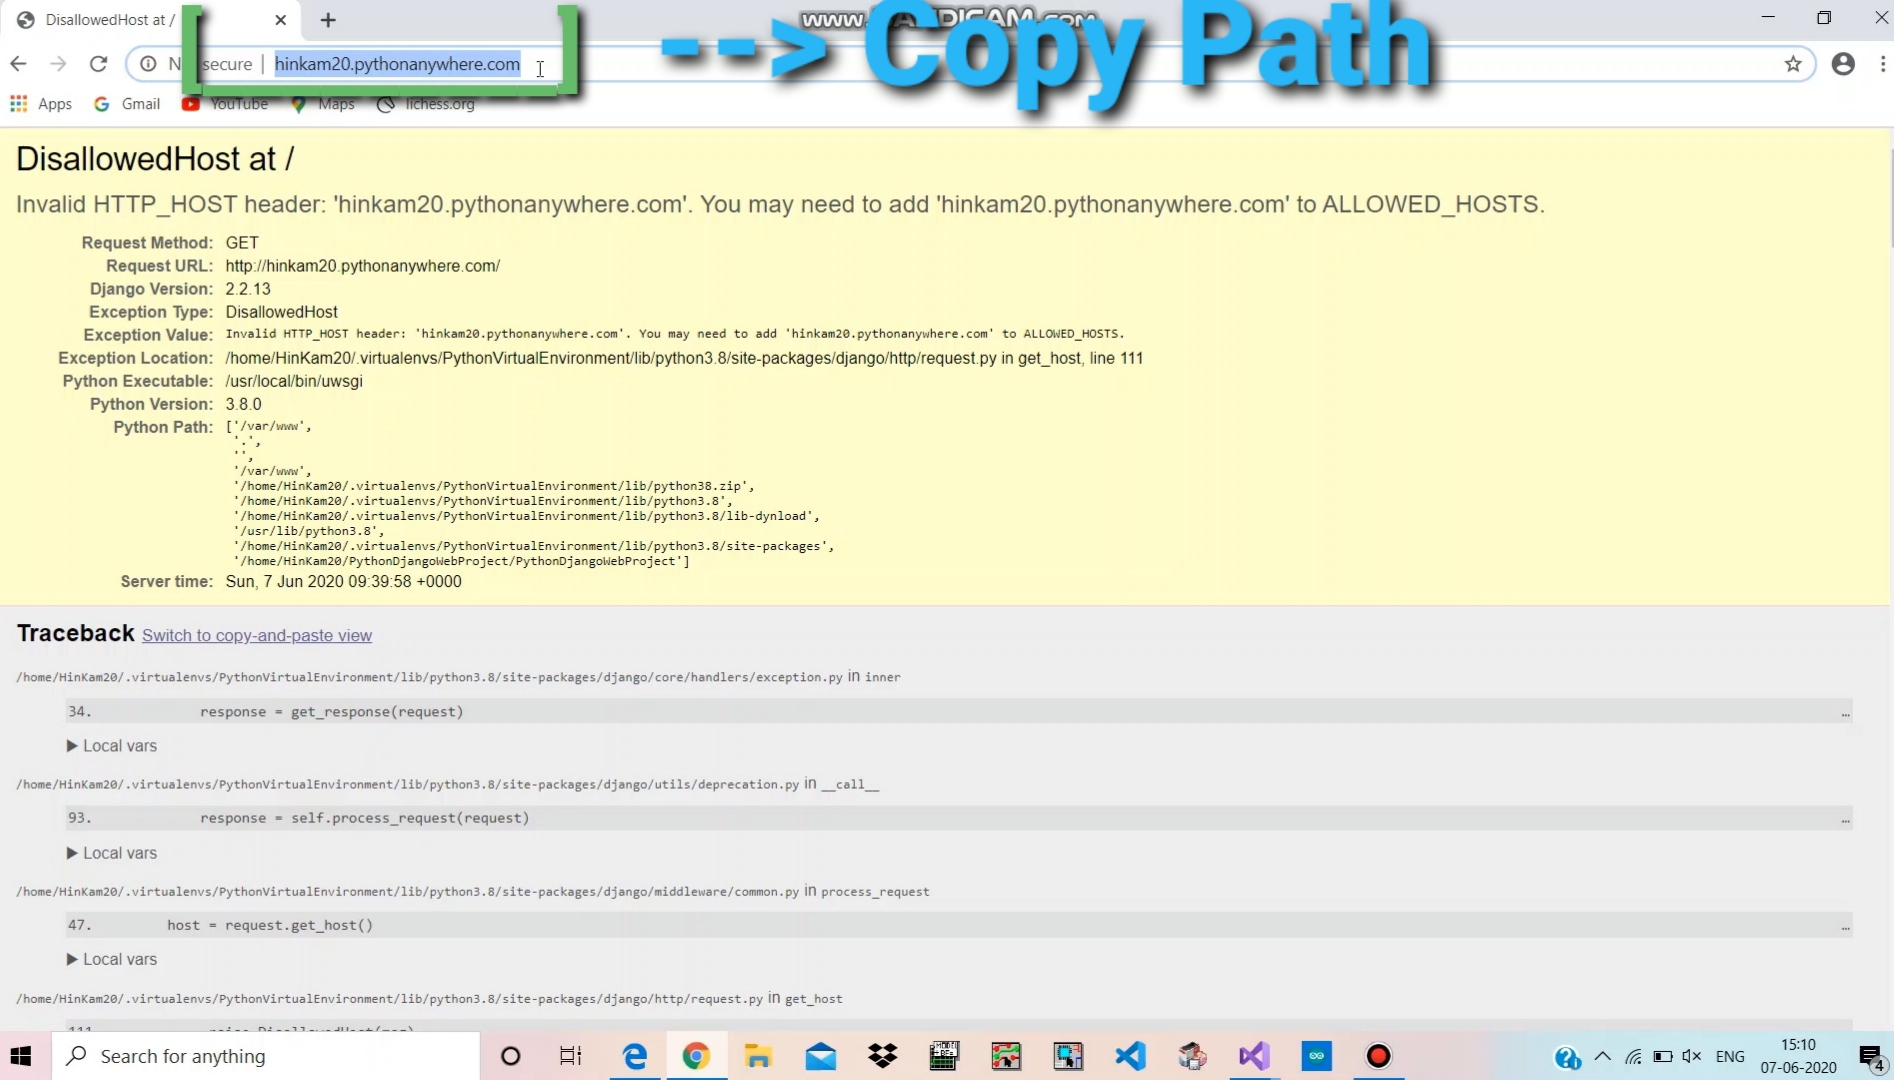 DisallowedHost at /
www.BANDICAM.com
--> Copy Path
secure | hinkam20.pythonanywhere.com
Apps Gmail YouTube Maps lichess.org
DisallowedHost at /
Invalid HTTP_HOST header: 'hinkam20.pythonanywhere.com'. You may need to add 'hinkam20.pythonanywhere.com' to ALLOWED_HOSTS.
Request Method: GET
Request URL: http://hinkam20.pythonanywhere.com/
Django Version: 2.2.13
Exception Type: DisallowedHost
Exception Value: Invalid HTTP_HOST header: 'hinkam20.pythonanywhere.com'. You may need to add 'hinkam20.pythonanywhere.com' to ALLOWED_HOSTS.
Exception Location: /home/HinKam20/.virtualenvs/PythonVirtualEnvironment/lib/python3.8/site-packages/django/http/request.py in get_host, line 111
Python Executable: /usr/local/bin/uwsgi
Python Version: 3.8.0
Python Path: ['/var/www',
'.',
'',
'/var/www',
'/home/HinKam20/.virtualenvs/PythonVirtualEnvironment/lib/python38.zip',
'/home/HinKam20/.virtualenvs/PythonVirtualEnvironment/lib/python3.8',
'/home/HinKam20/.virtualenvs/PythonVirtualEnvironment/lib/python3.8/lib-dynload',
'/usr/lib/python3.8',
'/home/HinKam20/.virtualenvs/PythonVirtualEnvironment/lib/python3.8/site-packages',
'/home/HinKam20/PythonDjangoWebProject/PythonDjangoWebProject']
Server time: Sun, 7 Jun 2020 09:39:58 +0000
Traceback Switch to copy-and-paste view
/home/HinKam20/.virtualenvs/PythonVirtualEnvironment/lib/python3.8/site-packages/django/core/handlers/exception.py in inner
34. response = get_response(request) …
▶ Local vars
/home/HinKam20/.virtualenvs/PythonVirtualEnvironment/lib/python3.8/site-packages/django/utils/deprecation.py in __call__
93. response = self.process_request(request) …
▶ Local vars
/home/HinKam20/.virtualenvs/PythonVirtualEnvironment/lib/python3.8/site-packages/django/middleware/common.py in process_request
47. host = request.get_host() …
▶ Local vars
/home/HinKam20/.virtualenvs/PythonVirtualEnvironment/lib/python3.8/site-packages/django/http/request.py in get_host
Search for anything
ENG
15:10
07-06-2020
4